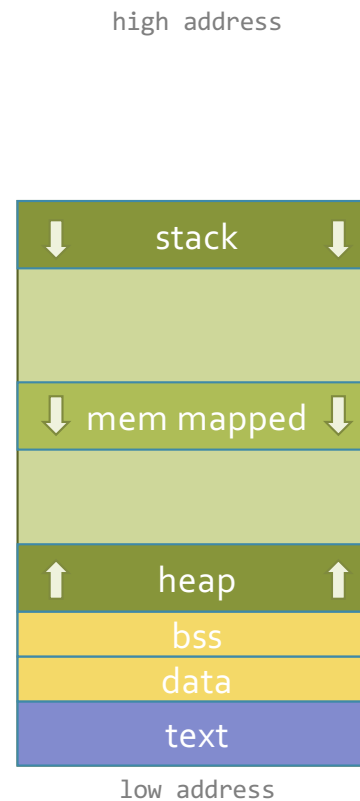 high address
stack
mem mapped
heap
bss
data
text
low address